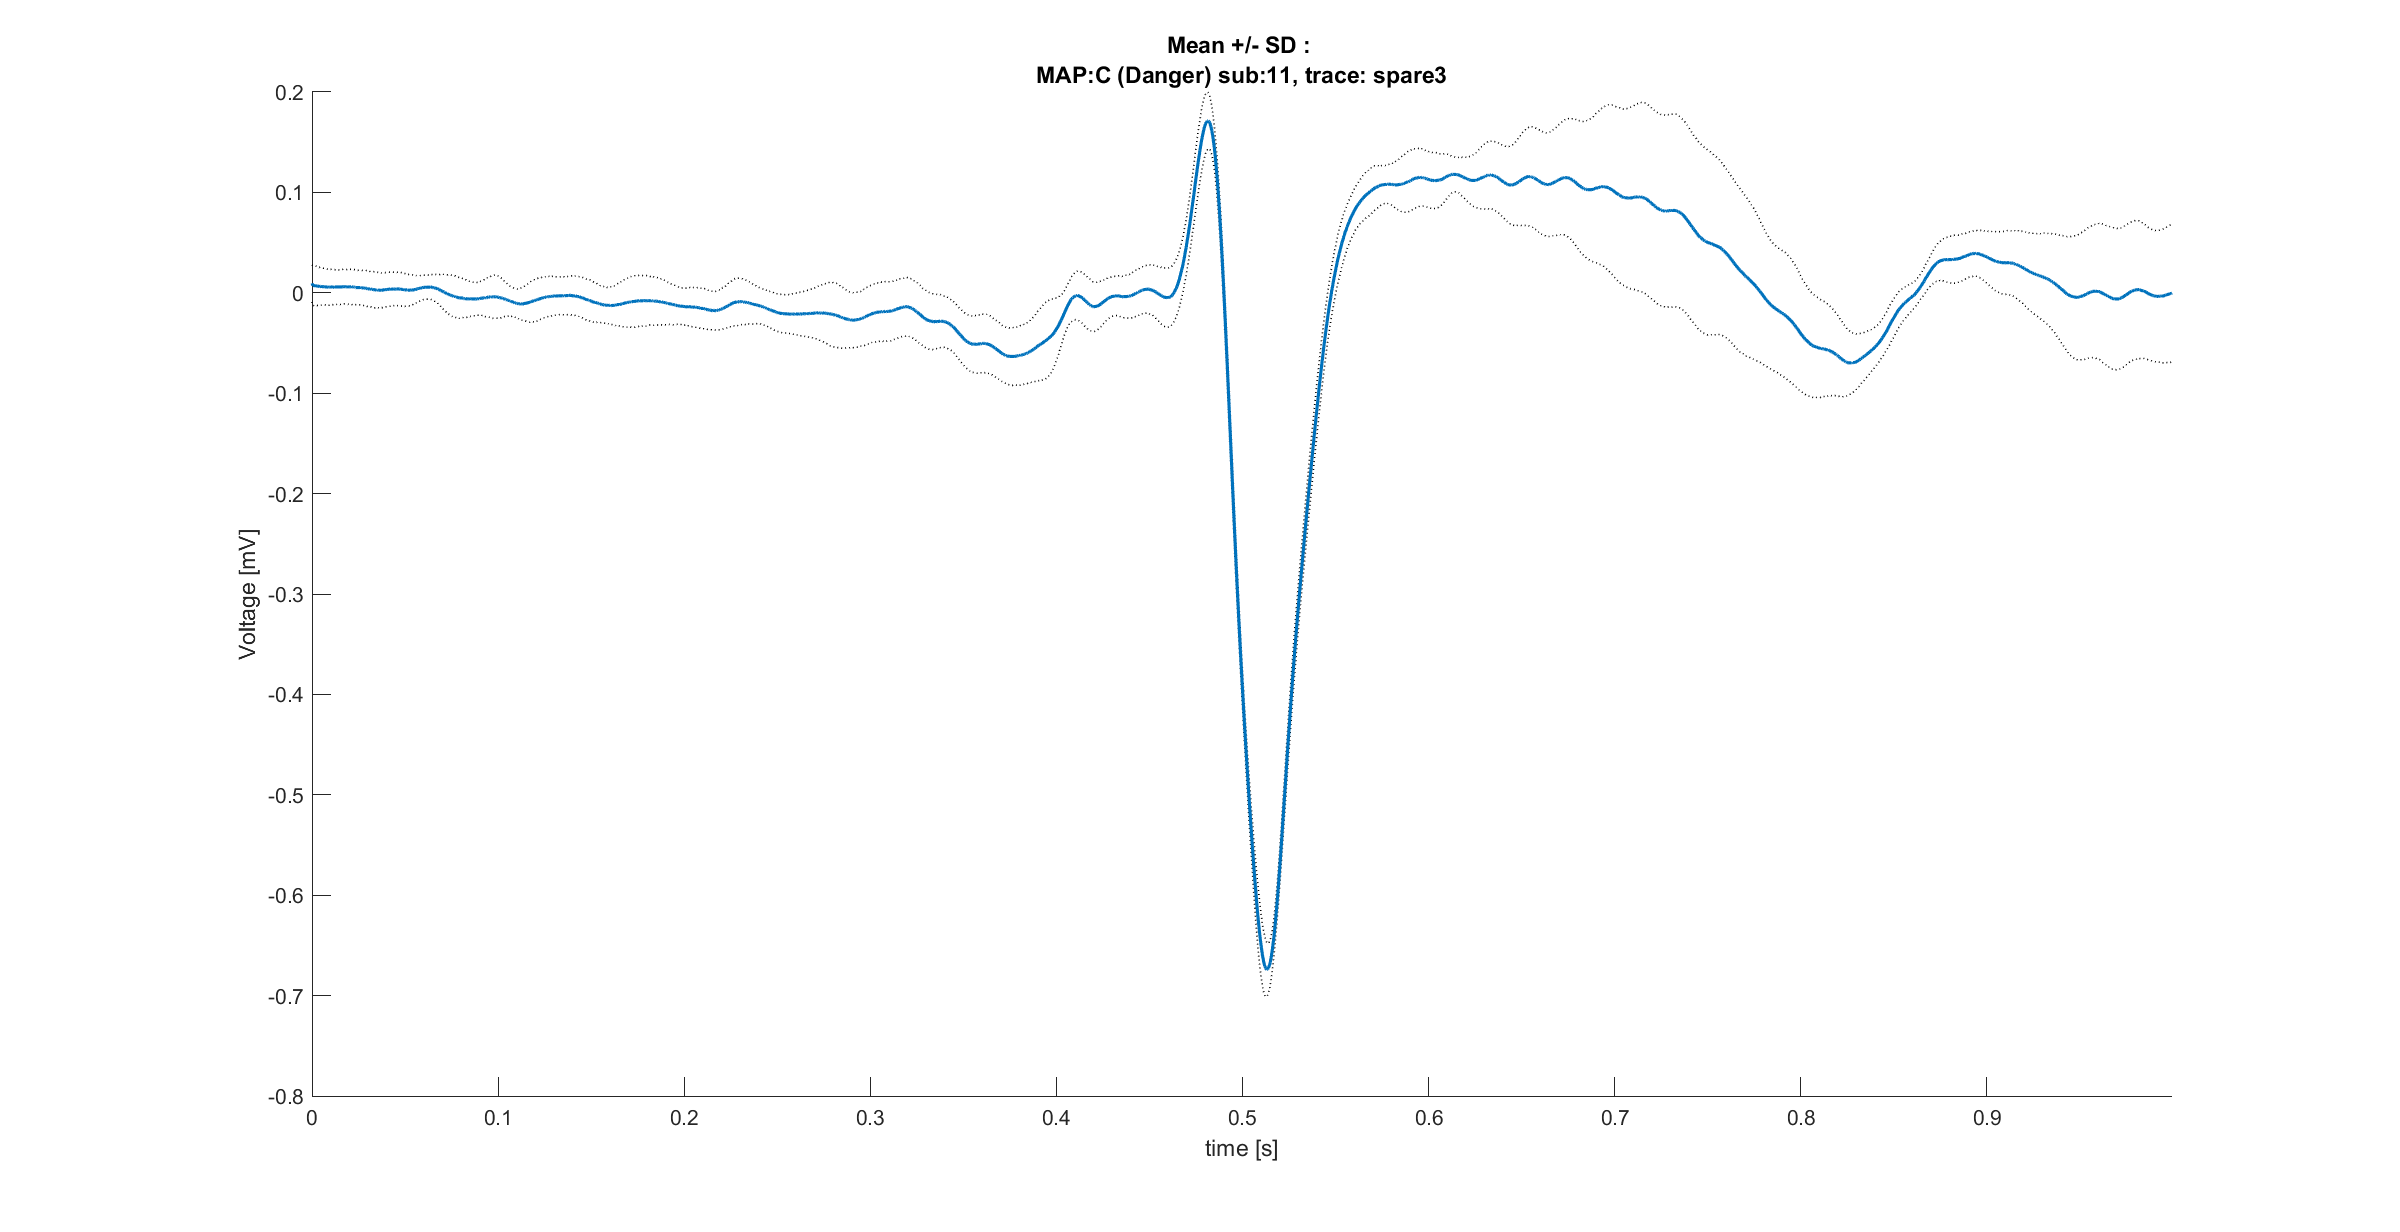 Mean +/- SD :
MAP:C (Danger) sub:11, trace: spare3
0.2
0.1
0
-0.1
-0.2
-0.3
-0.4
-0.5
-0.6
-0.7
-0.8
Voltage [mV]
0 0.1 0.2 0.3 0.4 0.5 0.6 0.7 0.8 0.9
time [s]